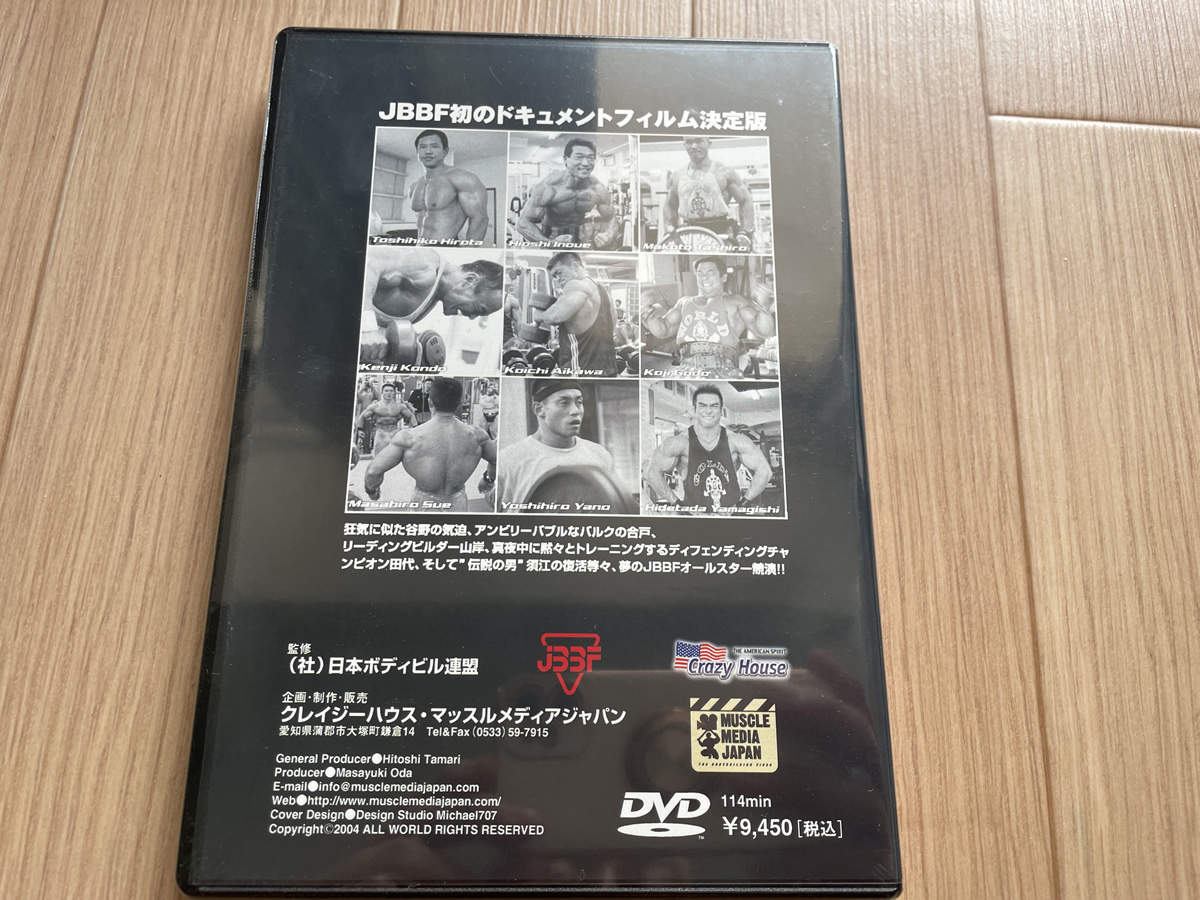 JBBF初のドキュメントフィルム決定版
Toshihiko Hirota
Hioshi Inoue
Makoto Tashiro
WORLD
Kenji Kondo
Koichi Aikawa
Koji Godo
GOLD'S
Masahiro Sue
Yoshihiro Yano
Hidetada Yamagishi
狂気に似た谷野の気迫、アンビリーバブルなバルクの合戸、
リーディングビルダー山岸、真夜中に黙々とトレーニングするディフェンディングチャ
ンピオン田代、そして"伝説の男"須江の復活等々、夢のJBBFオールスター競演!!
監修
(社)日本ボディビル連盟
JBBF
THE AMERICAN SPIRIT
Crazy House
企画・制作・販売
クレイジーハウス・マッスルメディアジャパン
愛知県蒲郡市大塚町鎌倉14 Tel&Fax(0533)59-7915
MUSCLE
MEDIA
JAPAN
THE BODYBUILDING VIDEO
General Producer●Hitoshi Tamari
Producer●Masayuki Oda
E-mail●info@musclemediajapan.com
Web●http://www.musclemediajapan.com/
Cover Design●Design Studio Michael707
Copyright©2004 ALL WORLD RIGHTS RESERVED
DVD
TM
114min
¥9,450[税込]